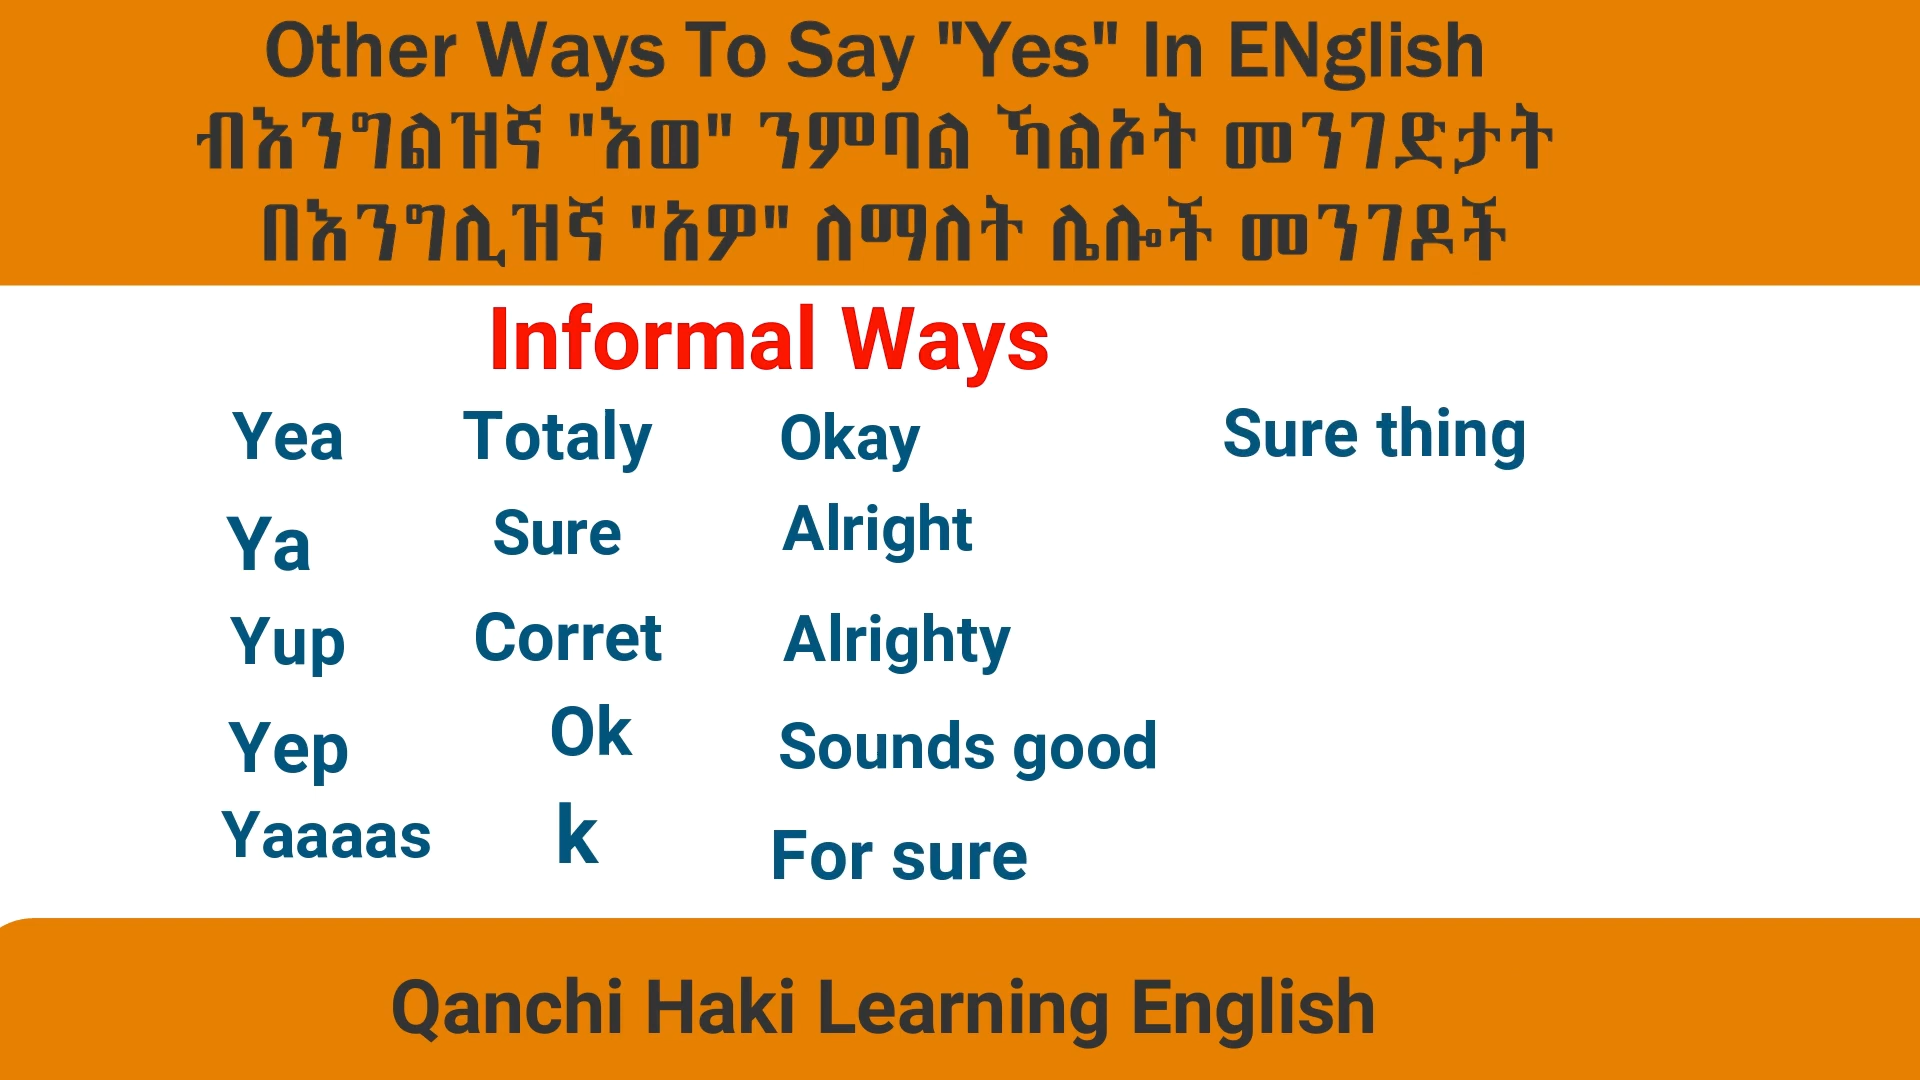 Other Ways To Say "Yes" In ENglish
ብእንግልዝኛ "እወ" ንምባል ኻልኦት መንገድታት
በእንግሊዝኛ "አዎ" ለማለት ሌሎች መንገዶች
Informal Ways
Yea Totaly Okay Sure thing
Ya Sure Alright
Yup Corret Alrighty
Yep Ok Sounds good
Yaaaas k For sure
Qanchi Haki Learning English